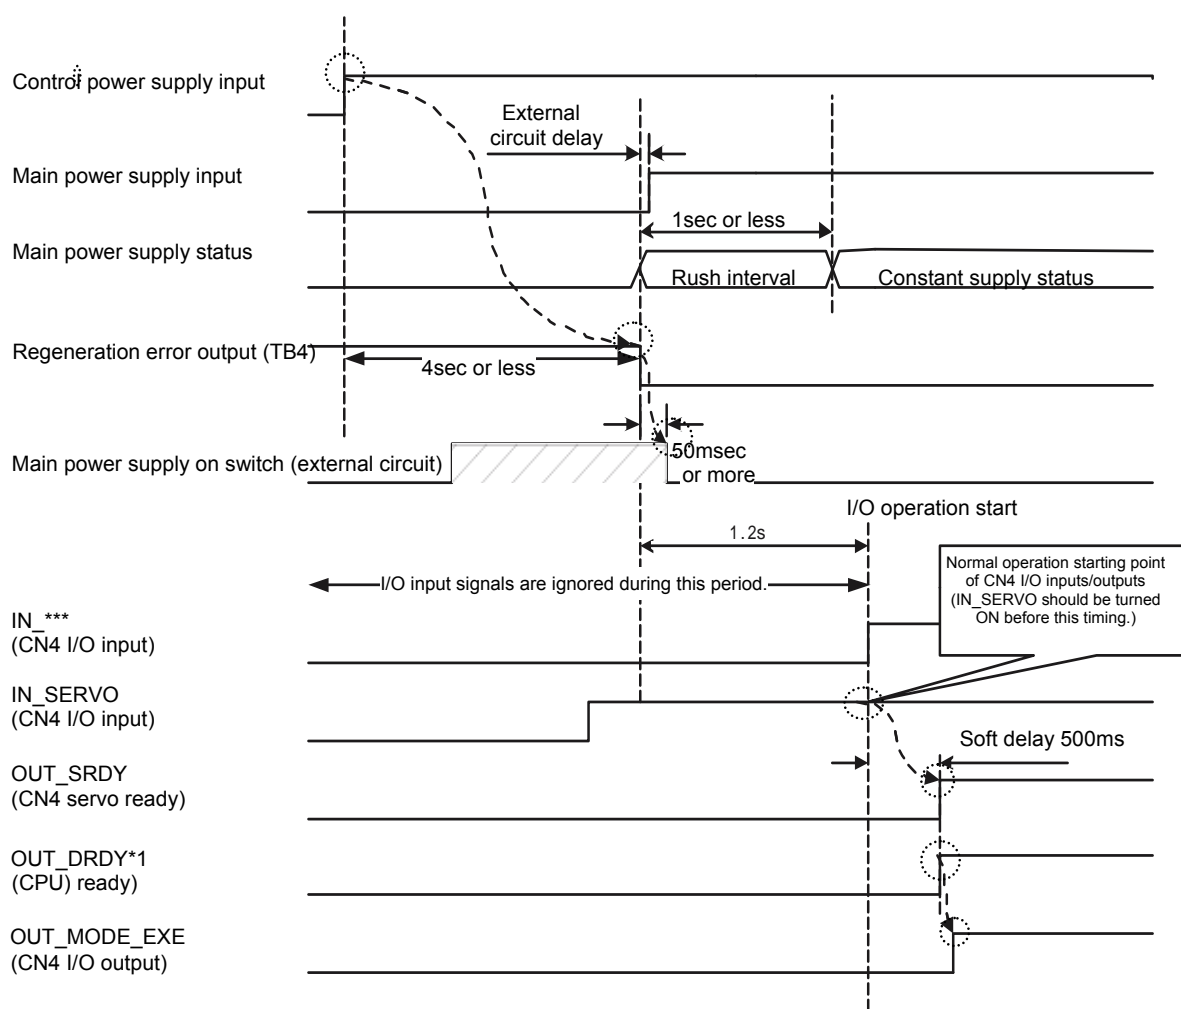 Control power supply input
External
circuit delay
Main power supply input
1sec or less
Main power supply status
Rush interval
Constant supply status
Regeneration error output (TB4)
4sec or less
Main power supply on switch (external circuit)
50msec
or more
I/O operation start
1.2s
Normal operation starting point
of CN4 I/O inputs/outputs
(IN_SERVO should be turned
ON before this timing.)
I/O input signals are ignored during this period.
IN_***
(CN4 I/O input)
IN_SERVO
(CN4 I/O input)
Soft delay 500ms
OUT_SRDY
(CN4 servo ready)
OUT_DRDY*1
(CPU) ready)
OUT_MODE_EXE
(CN4 I/O output)